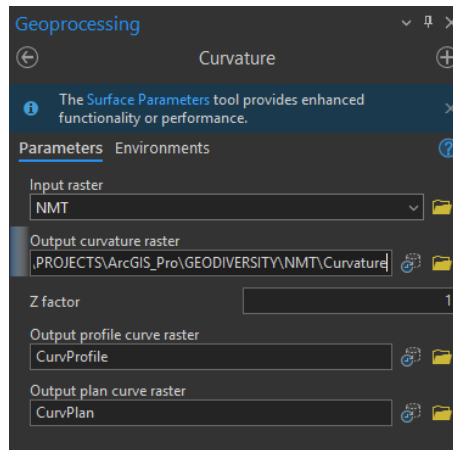 Geoprocessing
Curvature
The Surface Parameters tool provides enhanced
functionality or performance.
Parameters Environments
Input raster
NMT
Output curvature raster
.PROJECTS\ArcGIS_Pro\GEODIVERSITY\NMT\Curvature
Z factor 1
Output profile curve raster
CurvProfile
Output plan curve raster
CurvPlan